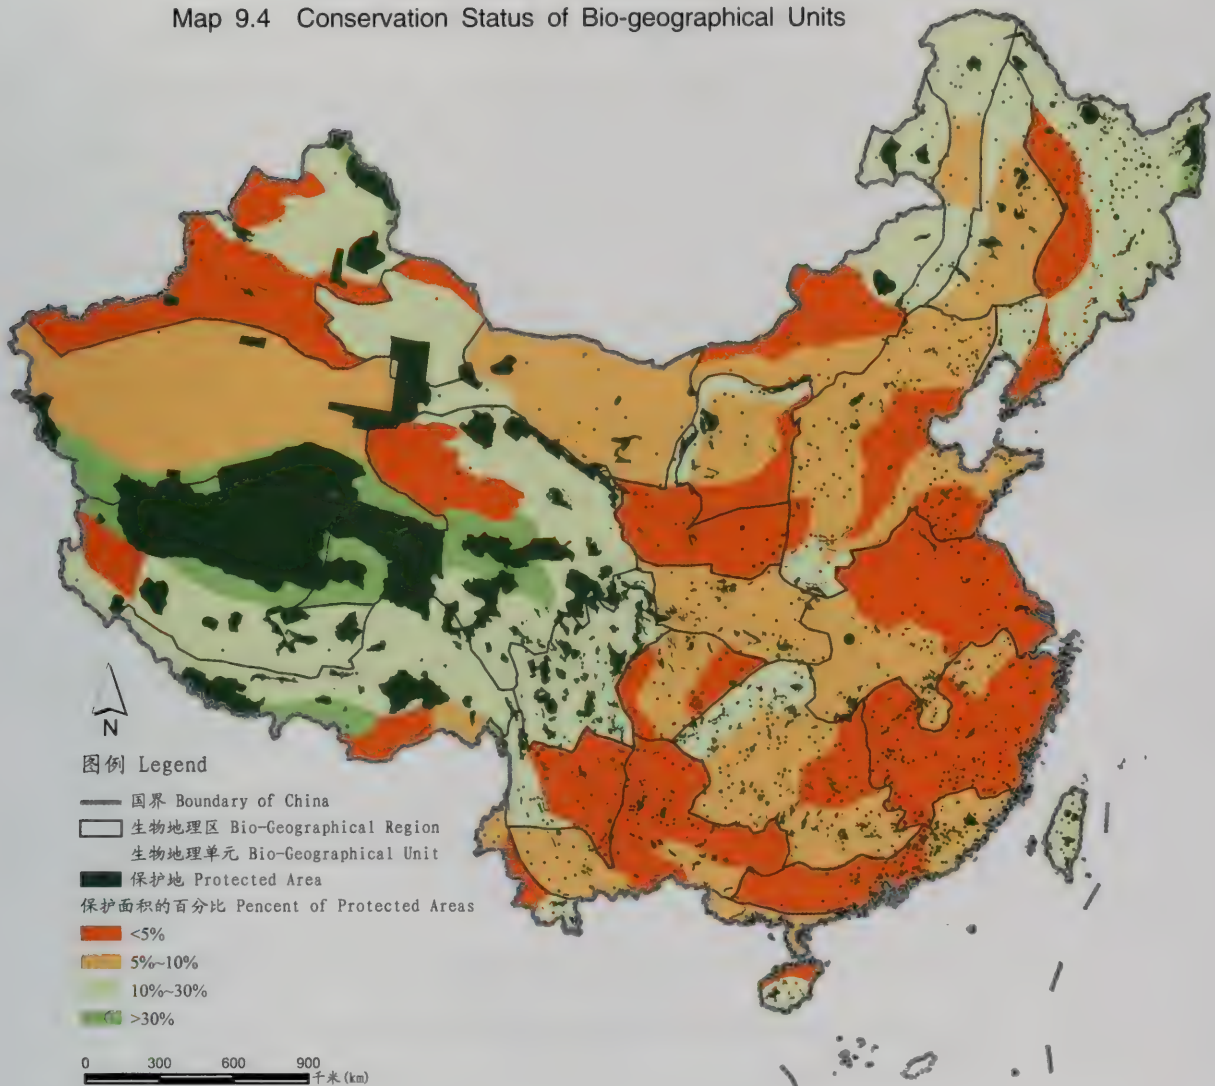 Map 9.4 Conservation Status of Bio-geographical Units
N
图例 Legend
国界 Boundary of China
生物地理区 Bio-Geographical Region
生物地理单元 Bio-Geographical Unit
保护地 Protected Area
保护面积的百分比 Pencent of Protected Areas
<5%
5%~10%
10%~30%
>30%
0 300 600 900
千米(km)